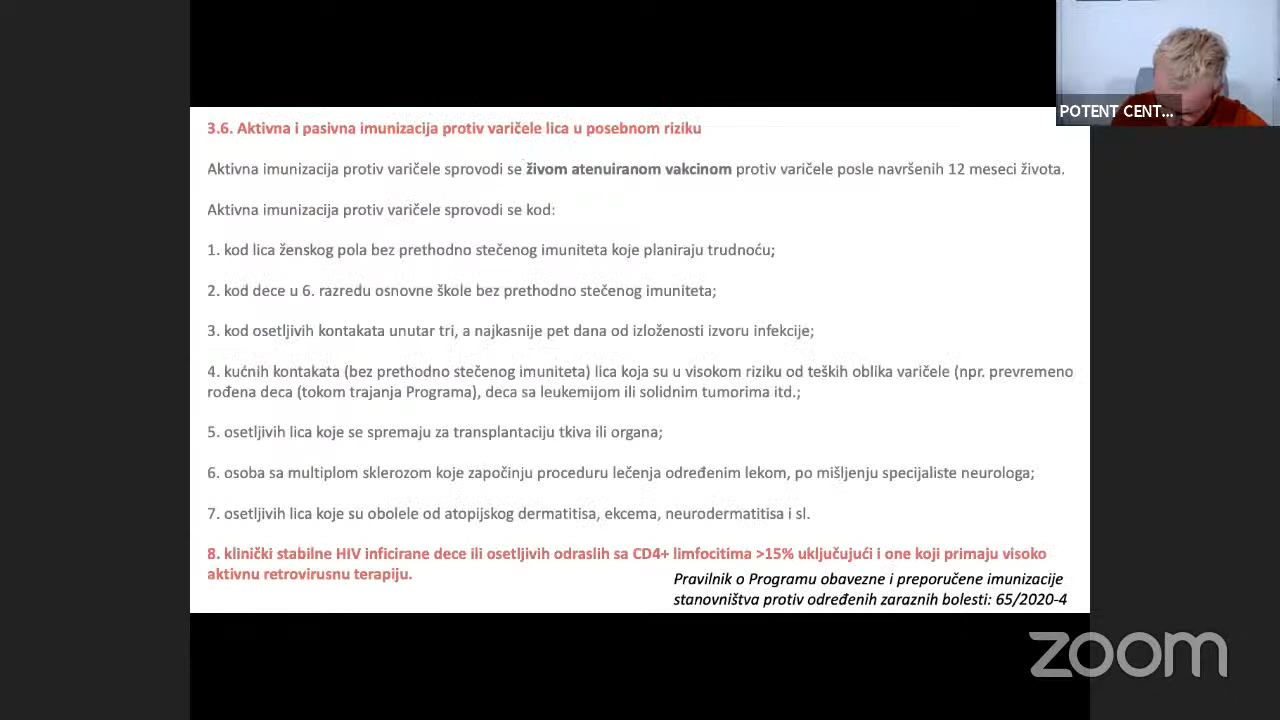 POTENT CENT...
3.6. Aktivna i pasivna imunizacija protiv varičele lica u posebnom riziku
Aktivna imunizacija protiv varičele sprovodi se živom atenuiranom vakcinom protiv varičele posle navršenih 12 meseci života.
Aktivna imunizacija protiv varičele sprovodi se kod:
1. kod lica ženskog pola bez prethodno stečenog imuniteta koje planiraju trudnoću;
2. kod dece u 6. razredu osnovne škole bez prethodno stečenog imuniteta;
3. kod osetljivih kontakata unutar tri, a najkasnije pet dana od izloženosti izvoru infekcije;
4. kućnih kontakata (bez prethodno stečenog imuniteta) lica koja su u visokom riziku od teških oblika varičele (npr. prevremeno
rođena deca (tokom trajanja Programa), deca sa leukemijom ili solidnim tumorima itd.;
5. osetljivih lica koje se spremaju za transplantaciju tkiva ili organa;
6. osoba sa multiplom sklerozom koje započinju proceduru lečenja određenim lekom, po mišljenju specijaliste neurologa;
7. osetljivih lica koje su obolele od atopijskog dermatitisa, ekcema, neurodermatitisa i sl.
8. klinički stabilne HIV inficirane dece ili osetljivih odraslih sa CD4+ limfocitima >15% uključujući i one koji primaju visoko
aktivnu retrovirusnu terapiju.
Pravilnik o Programu obavezne i preporučene imunizacije
stanovništva protiv određenih zaraznih bolesti: 65/2020-4
zoom